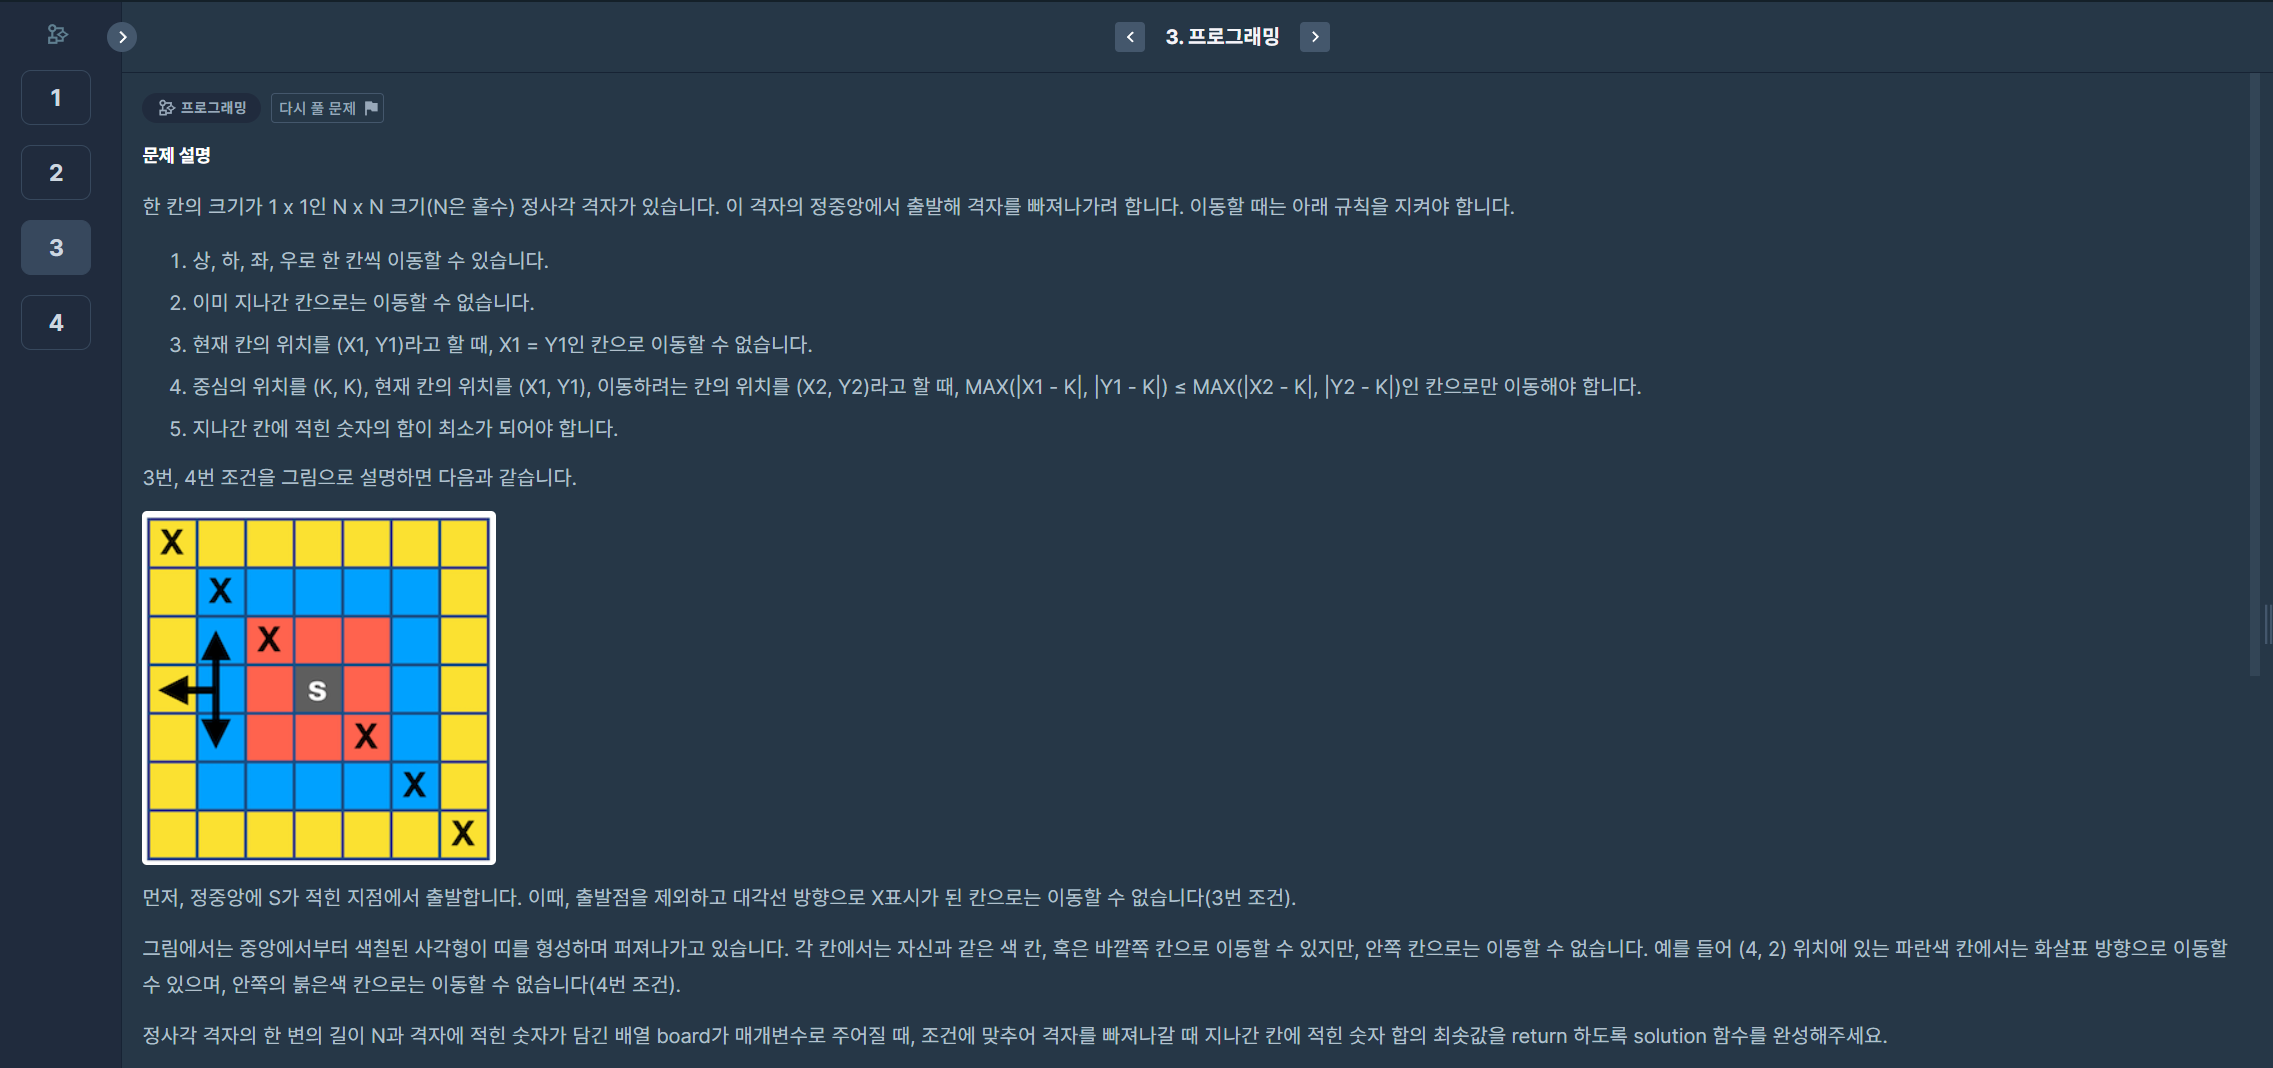 3. 프로그래밍
1
2
3
4
프로그래밍
다시 풀 문제
문제 설명
한 칸의 크기가 1 x 1인 N x N 크기(N은 홀수) 정사각 격자가 있습니다. 이 격자의 정중앙에서 출발해 격자를 빠져나가려 합니다. 이동할 때는 아래 규칙을 지켜야 합니다.
1. 상, 하, 좌, 우로 한 칸씩 이동할 수 있습니다.
2. 이미 지나간 칸으로는 이동할 수 없습니다.
3. 현재 칸의 위치를 (X1, Y1)라고 할 때, X1 = Y1인 칸으로 이동할 수 없습니다.
4. 중심의 위치를 (K, K), 현재 칸의 위치를 (X1, Y1), 이동하려는 칸의 위치를 (X2, Y2)라고 할 때, MAX(|X1 - K|, |Y1 - K|) ≤ MAX(|X2 - K|, |Y2 - K|)인 칸으로만 이동해야 합니다.
5. 지나간 칸에 적힌 숫자의 합이 최소가 되어야 합니다.
3번, 4번 조건을 그림으로 설명하면 다음과 같습니다.
X
X
X
S
X
X
X
먼저, 정중앙에 S가 적힌 지점에서 출발합니다. 이때, 출발점을 제외하고 대각선 방향으로 X표시가 된 칸으로는 이동할 수 없습니다(3번 조건).
그림에서는 중앙에서부터 색칠된 사각형이 띠를 형성하며 퍼져나가고 있습니다. 각 칸에서는 자신과 같은 색 칸, 혹은 바깥쪽 칸으로 이동할 수 있지만, 안쪽 칸으로는 이동할 수 없습니다. 예를 들어 (4, 2) 위치에 있는 파란색 칸에서는 화살표 방향으로 이동할
수 있으며, 안쪽의 붉은색 칸으로는 이동할 수 없습니다(4번 조건).
정사각 격자의 한 변의 길이 N과 격자에 적힌 숫자가 담긴 배열 board가 매개변수로 주어질 때, 조건에 맞추어 격자를 빠져나갈 때 지나간 칸에 적힌 숫자 합의 최솟값을 return 하도록 solution 함수를 완성해주세요.